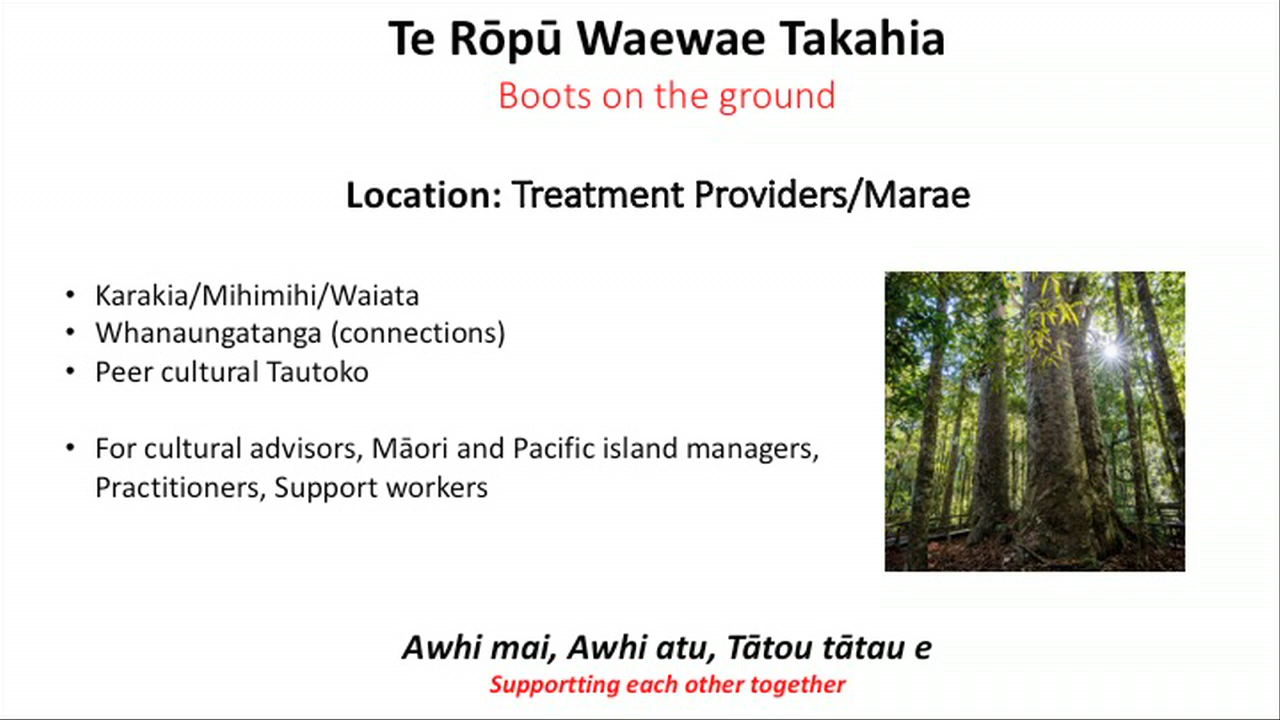 Te Rōpū Waewae Takahia
Boots on the ground
Location: Treatment Providers/Marae
• Karakia/Mihimihi/Waiata
• Whanaungatanga (connections)
• Peer cultural Tautoko
• For cultural advisors, Māori and Pacific island managers,
Practitioners, Support workers
Awhi mai, Awhi atu, Tātou tātau e
Supportting each other together